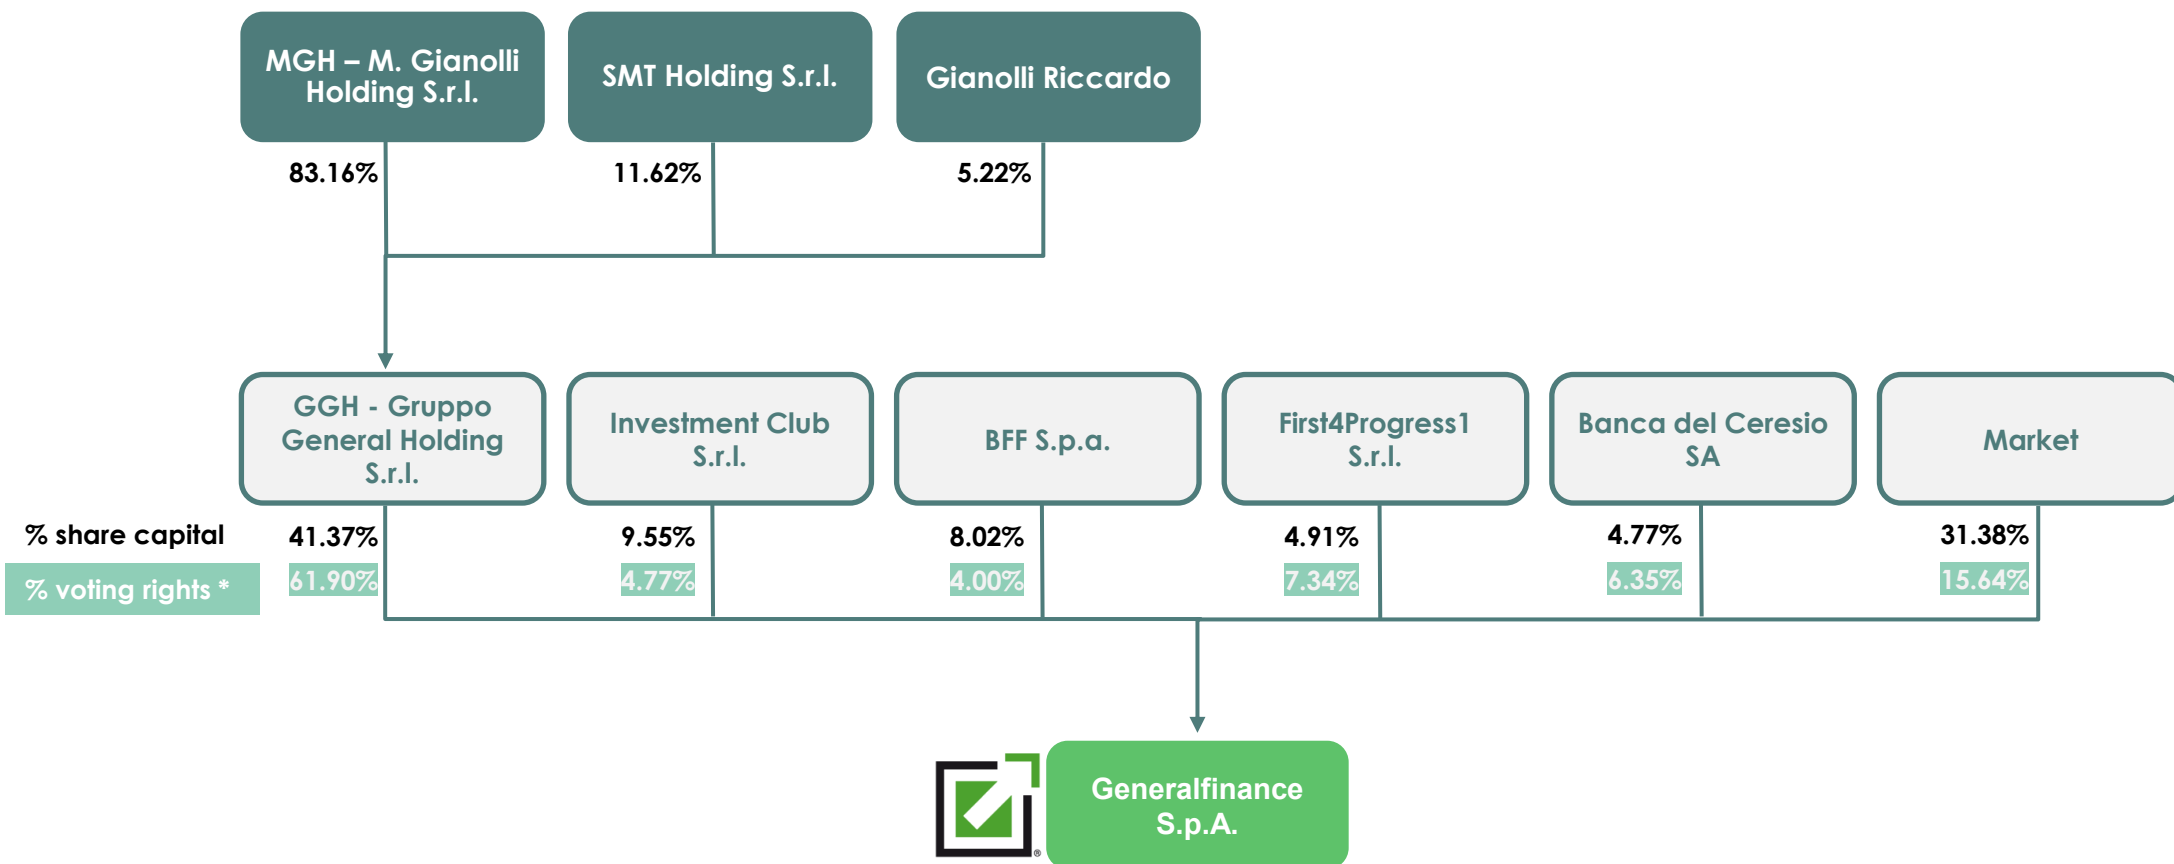 MGH – M. Gianolli
Holding S.r.l.
SMT Holding S.r.l.
Gianolli Riccardo
83.16%
11.62%
5.22%
GGH - Gruppo
General Holding
S.r.l.
Investment Club
S.r.l.
BFF S.p.a.
First4Progress1
S.r.l.
Banca del Ceresio
SA
Market
% share capital
41.37%
9.55%
8.02%
4.91%
4.77%
31.38%
% voting rights *
61.90%
4.77%
4.00%
7.34%
6.35%
15.64%
Generalfinance
S.p.A.
®